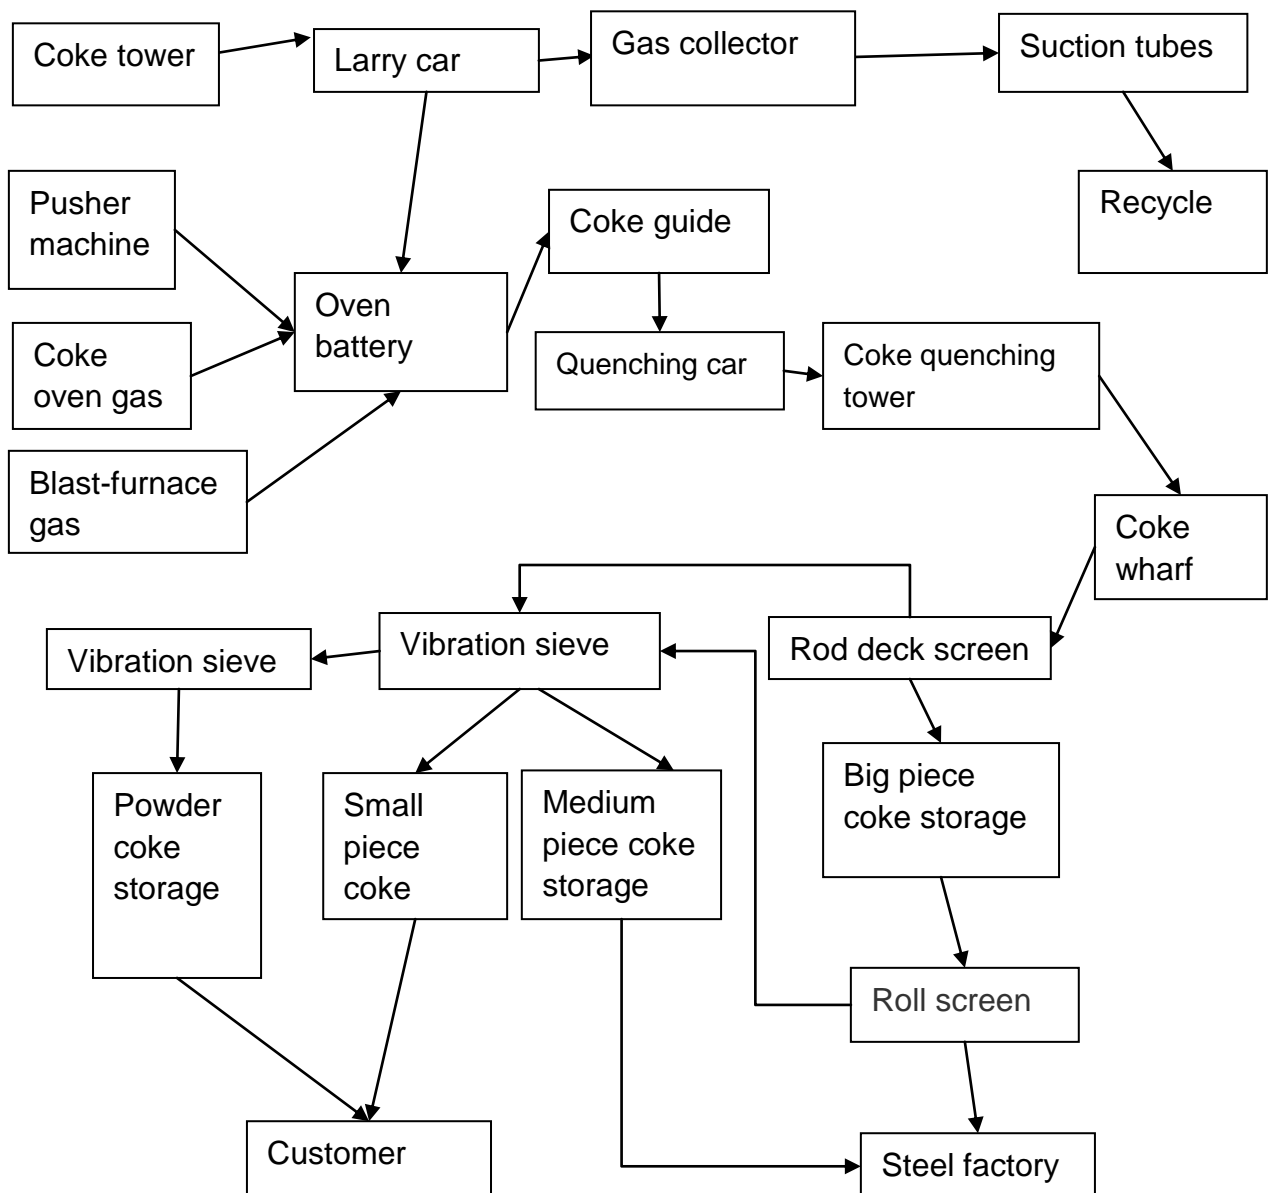 Coke tower
Larry car
Gas collector
Suction tubes
Pusher
machine
Coke guide
Recycle
Oven
battery
Coke
oven gas
Quenching car
Coke quenching
tower
Blast-furnace
gas
Coke
wharf
Vibration sieve
Vibration sieve
Rod deck screen
Powder
coke
storage
Small
piece
coke
Medium
piece coke
storage
Big piece
coke storage
Roll screen
Customer
Steel factory